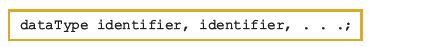 dataType identifier, identifier, . . .;